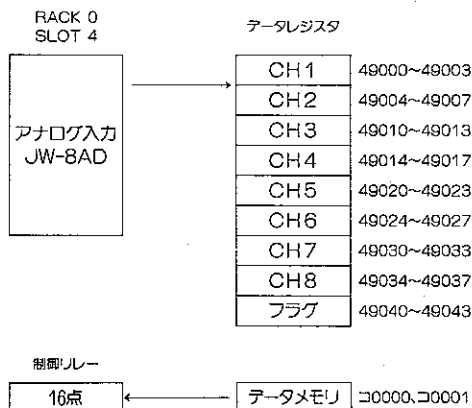 RACK 0
SLOT 4
データレジスタ
アナログ入力
JW-8AD
CH1 49000~49003
CH2 49004~49007
CH3 49010~49013
CH4 49014~49017
CH5 49020~49023
CH6 49024~49027
CH7 49030~49033
CH8 49034~49037
フラグ 49040~49043
制御リレー
16点
データメモリ コ0000、コ0001